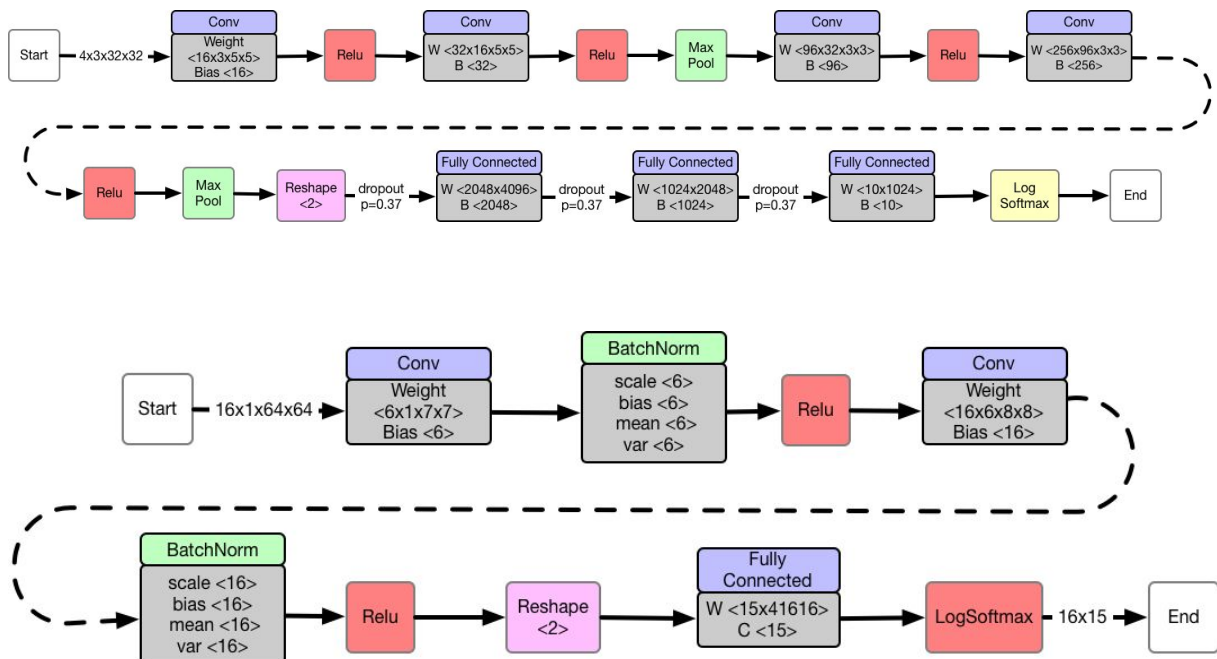 Start
4x3x32x32
Conv
Weight
<16x3x5x5>
Bias <16>
Relu
Conv
W <32x16x5x5>
B <32>
Relu
Max
Pool
Conv
W <96x32x3x3>
B <96>
Relu
Conv
W <256x96x3x3>
B <256>
Relu
Max
Pool
Reshape
<2>
dropout
p=0.37
Fully Connected
W <2048x4096>
B <2048>
dropout
p=0.37
Fully Connected
W <1024x2048>
B <1024>
dropout
p=0.37
Fully Connected
W <10x1024>
B <10>
Log
Softmax
End
Start
16x1x64x64
Conv
Weight
<6x1x7x7>
Bias <6>
BatchNorm
scale <6>
bias <6>
mean <6>
var <6>
Relu
Conv
Weight
<16x6x8x8>
Bias <16>
BatchNorm
scale <16>
bias <16>
mean <16>
var <16>
Relu
Reshape
<2>
Fully
Connected
W <15x41616>
C <15>
LogSoftmax
16x15
End